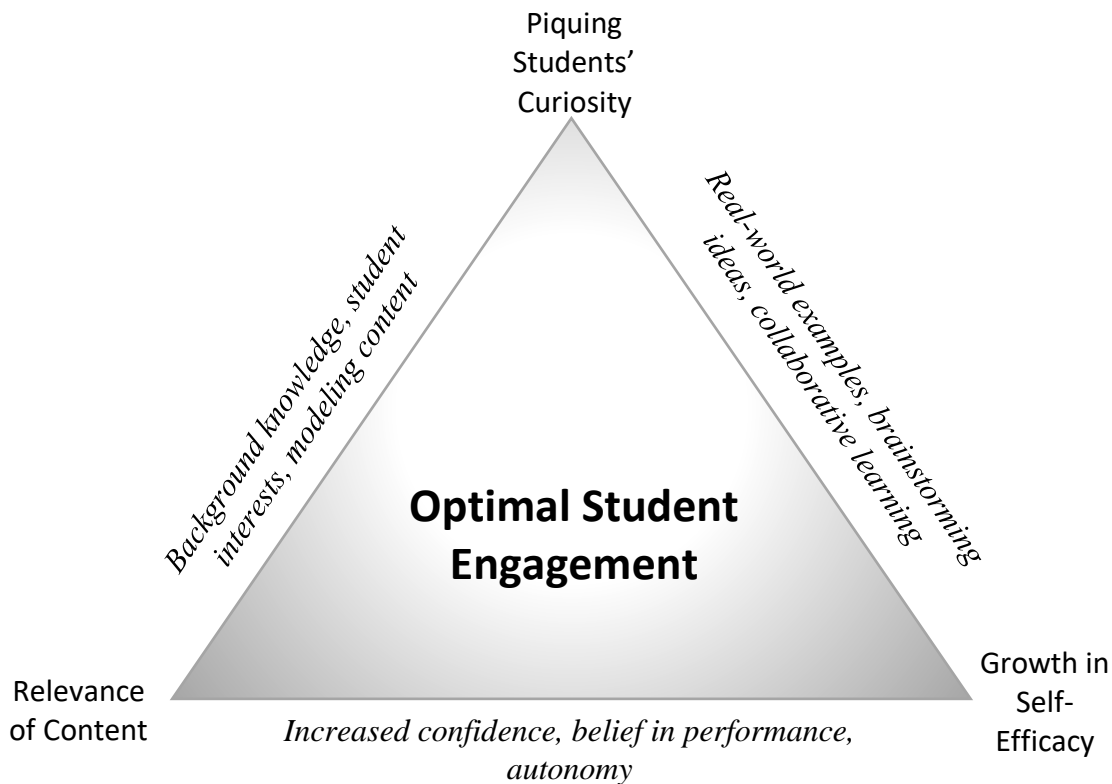 Piquing
Students’
Curiosity
Background knowledge, student
interests, modeling content
Real-world examples, brainstorming
ideas, collaborative learning
Optimal Student
Engagement
Relevance
of Content
Growth in
Self-
Efficacy
Increased confidence, belief in performance,
autonomy